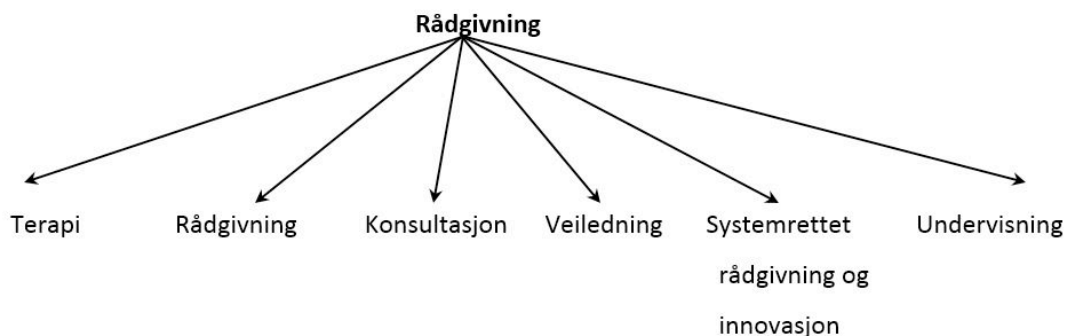 Rådgivning
Terapi Rådgivning Konsultasjon Veiledning Systemrettet Undervisning
rådgivning og
innovasjon